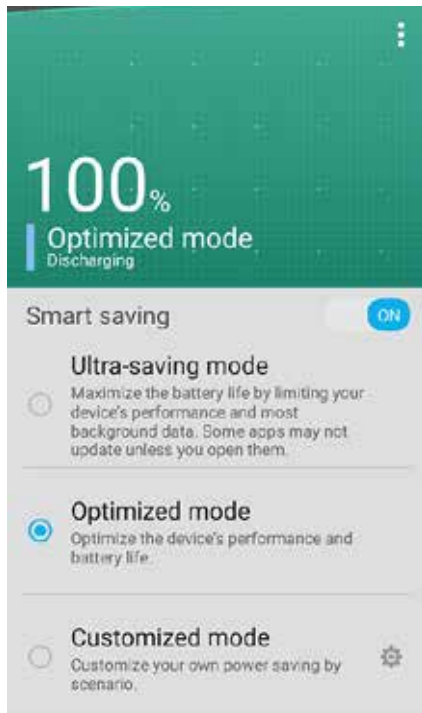 100%
Optimized mode
Discharging
Smart saving
ON
Ultra-saving mode
Maximize the battery life by limiting your
device's performance and most
background data. Some apps may not
update unless you open them.
Optimized mode
Optimize the device's performance and
battery life.
Customized mode
Customize your own power saving by
scenario.